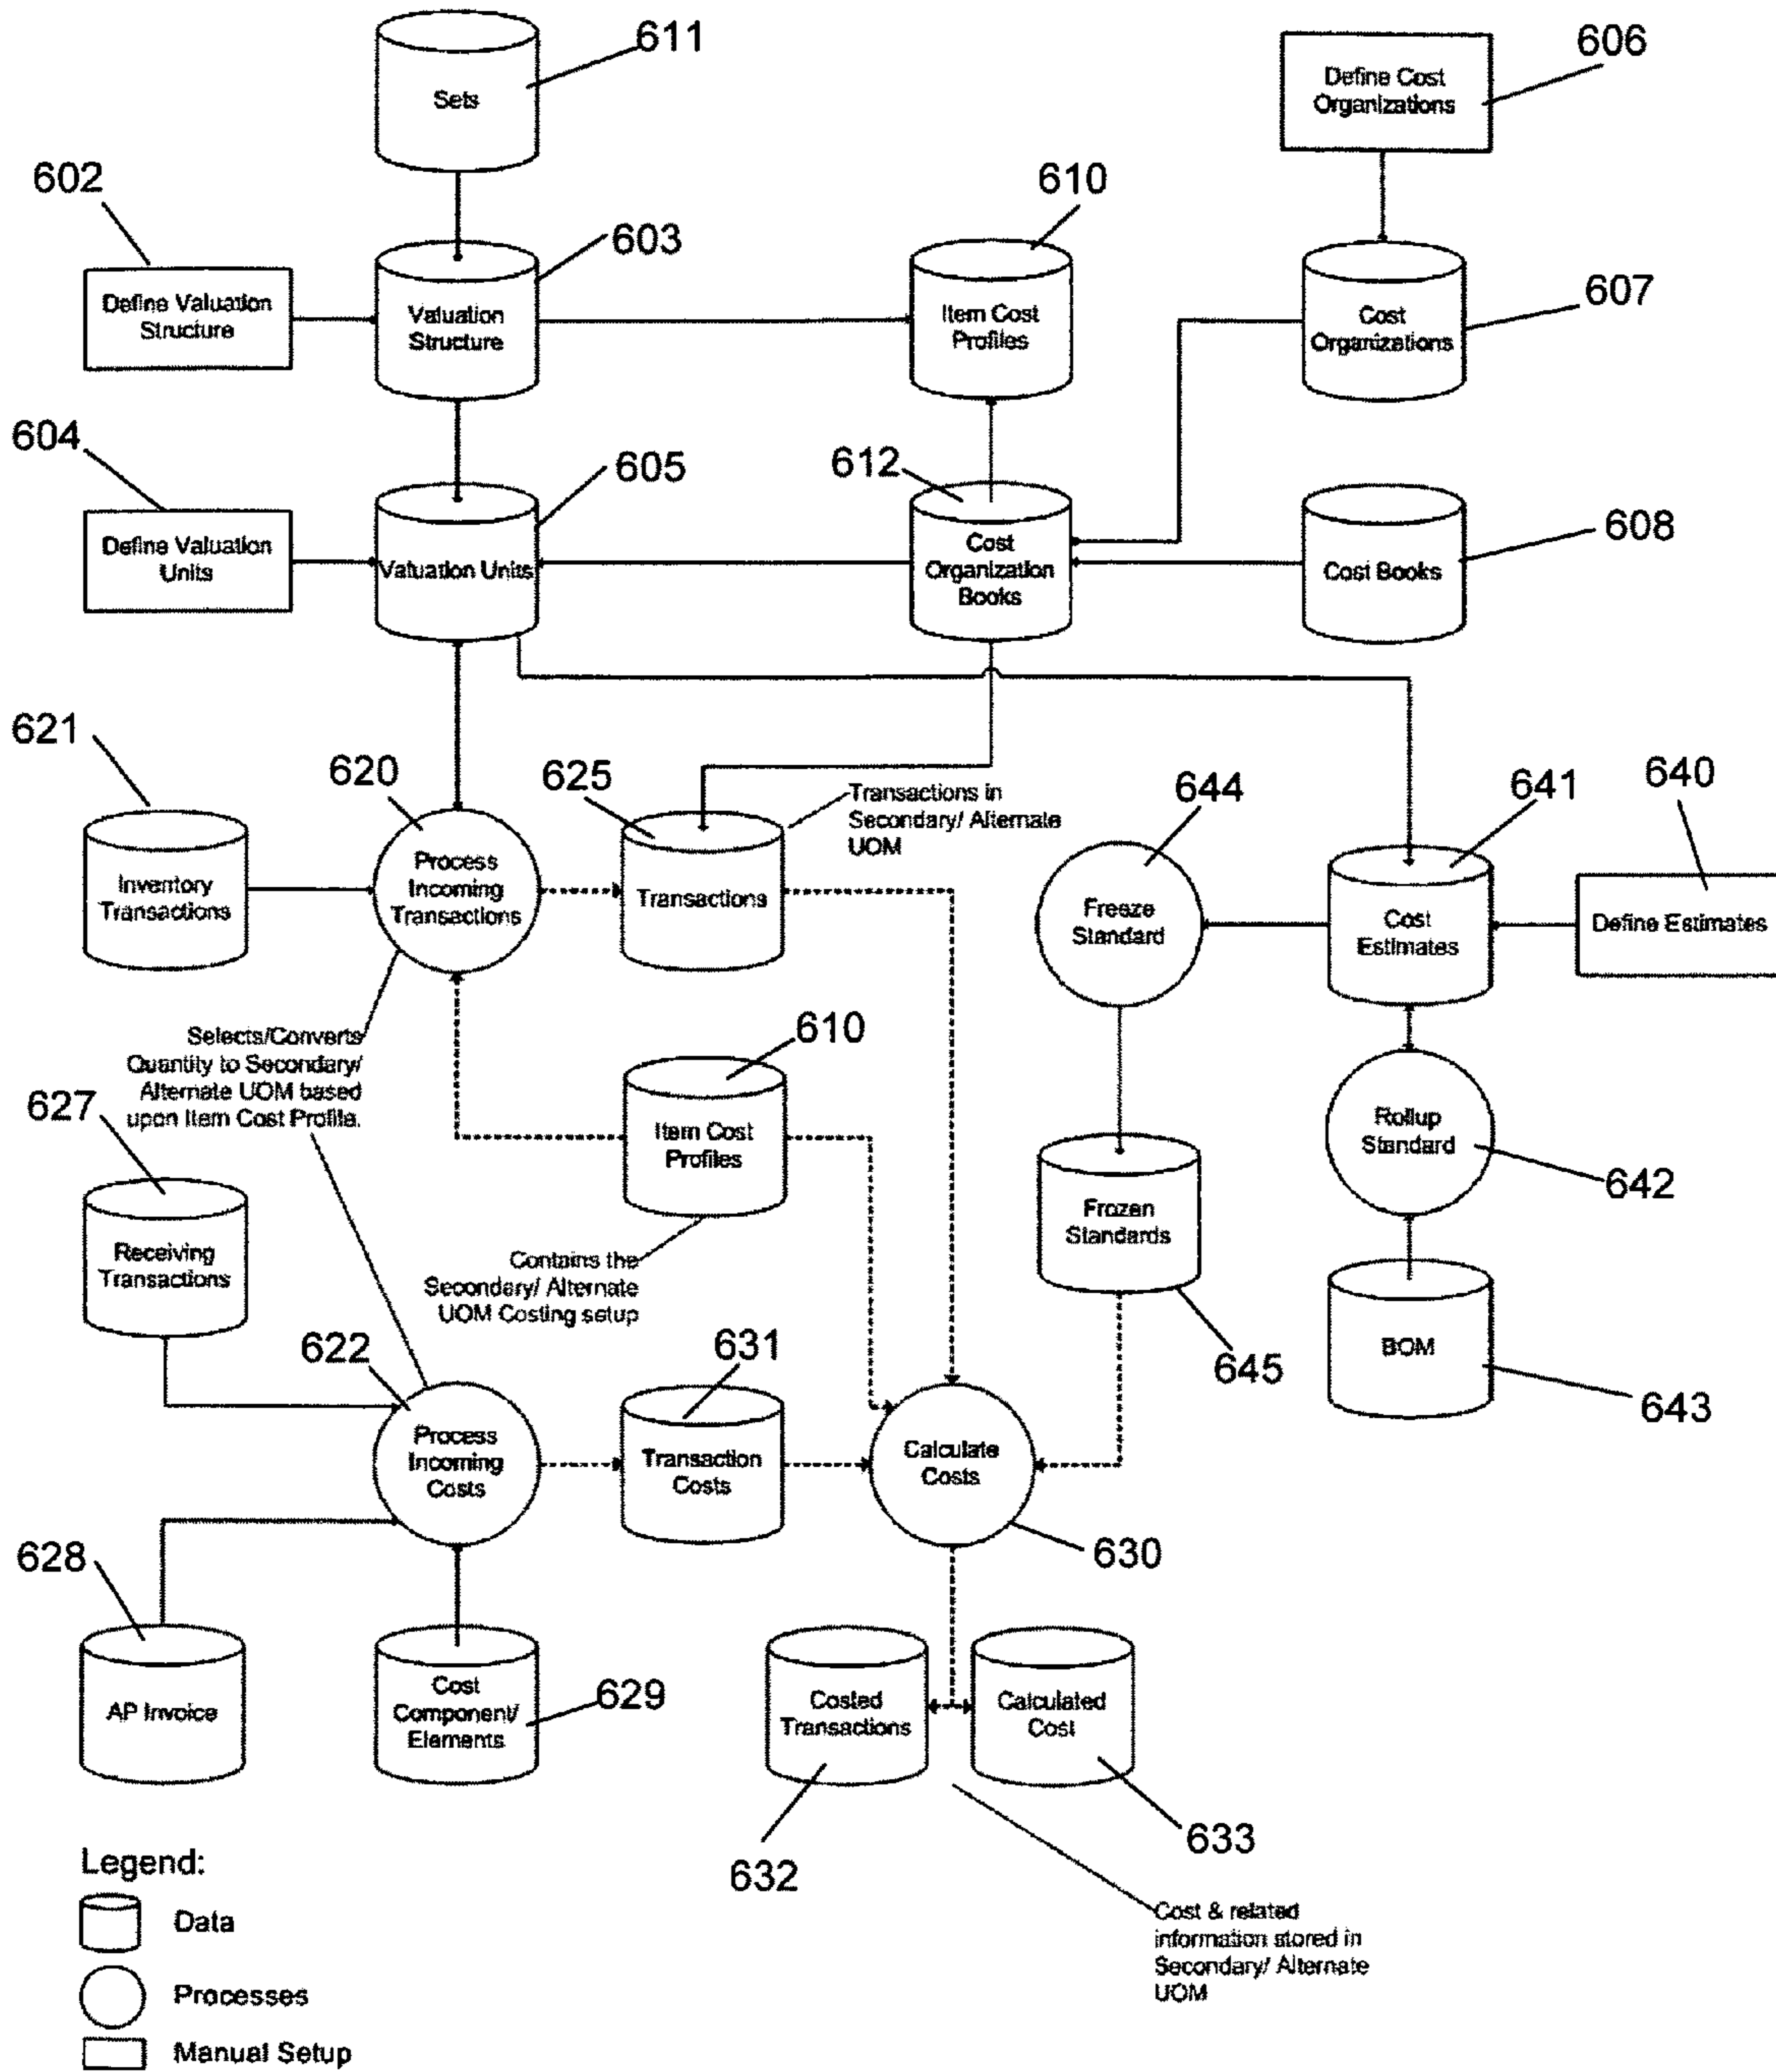 611
Sets
606
Define Cost
Organizations
602
603
610
607
Define Valuation
Structure
Valuation
Structure
Item Cost
Profiles
Cost
Organizations
604
605
612
608
Define Valuation
Units
Valuation Units
Cost
Organization
Books
Cost Books
621
620
625
Transactions in
Secondary/ Alternate
UOM
644
641
640
Inventory
Transactions
Process
Incoming
Transactions
Transactions
Freeze
Standard
Cost
Estimates
Define Estimates
Selects/Converts
Quantity to Secondary/
Alternate UOM based
upon Item Cost Profile.
627
610
Item Cost
Profiles
Rollup
Standard
642
Receiving
Transactions
Contains the
Secondary/ Alternate
UOM Costing setup
Frozen
Standards
645
BOM
643
622
631
Process
Incoming
Costs
Transaction
Costs
Calculate
Costs
630
628
AP Invoice
Cost
Component/
Elements
629
Costed
Transactions
Calculated
Cost
632
633
Cost & related
information stored in
Secondary/ Alternate
UOM
Legend:
Data
Processes
Manual Setup